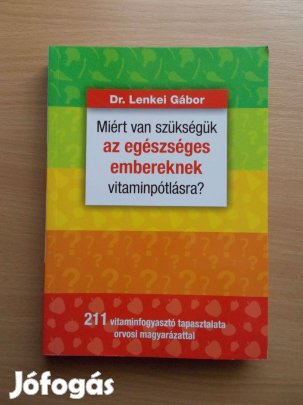 Dr. Lenkei Gábor
Miért van szükségük
az egészséges
embereknek
vitaminpótlásra?
211 vitaminfogyasztó tapasztalata
orvosi magyarázattal
Jófogás